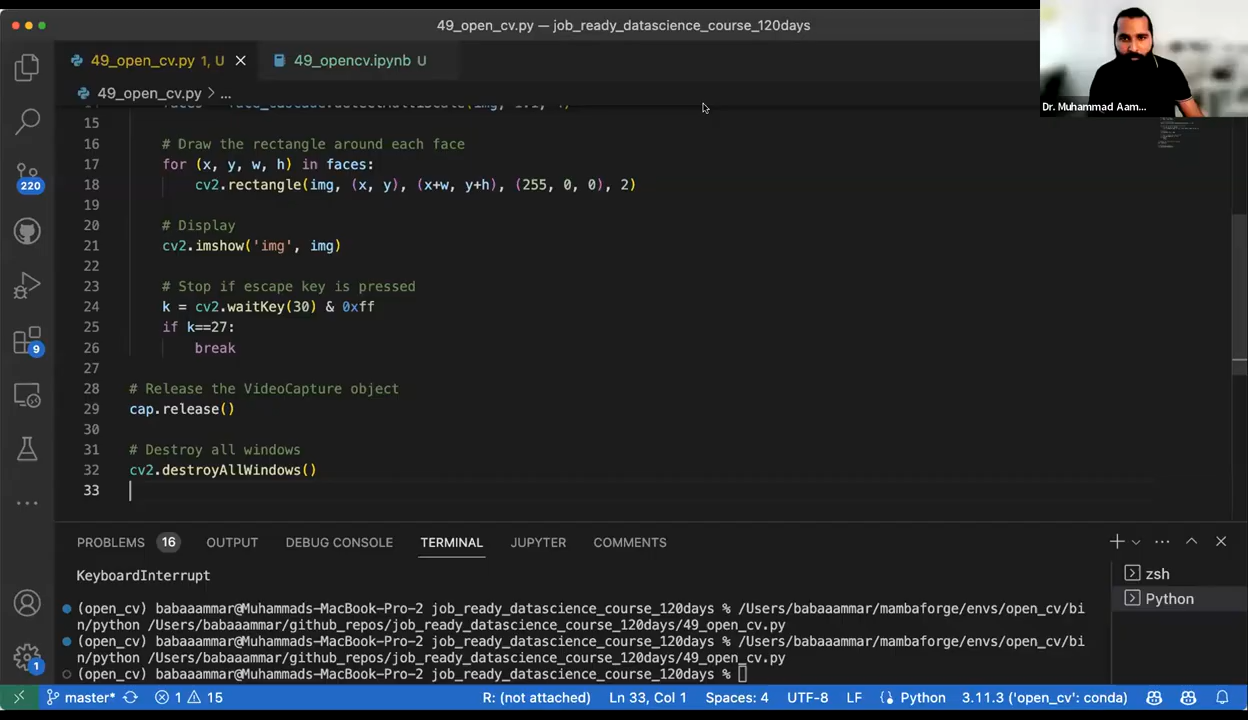 49_open_cv.py — job_ready_datascience_course_120days
49_open_cv.py 1, U
49_opencv.ipynb U
49_open_cv.py > ...
15
16 # Draw the rectangle around each face
17 for (x, y, w, h) in faces:
18 cv2.rectangle(img, (x, y), (x+w, y+h), (255, 0, 0), 2)
19
20 # Display
21 cv2.imshow('img', img)
22
23 # Stop if escape key is pressed
24 k = cv2.waitKey(30) & 0xff
25 if k==27:
26 break
27
28 # Release the VideoCapture object
29 cap.release()
30
31 # Destroy all windows
32 cv2.destroyAllWindows()
33
220
9
1
Dr. Muhammad Aam...
PROBLEMS 16 OUTPUT DEBUG CONSOLE TERMINAL JUPYTER COMMENTS
KeyboardInterrupt
(open_cv) babaaammar@Muhammads-MacBook-Pro-2 job_ready_datascience_course_120days % /Users/babaaammar/mambaforge/envs/open_cv/bi
n/python /Users/babaaammar/github_repos/job_ready_datascience_course_120days/49_open_cv.py
(open_cv) babaaammar@Muhammads-MacBook-Pro-2 job_ready_datascience_course_120days % /Users/babaaammar/mambaforge/envs/open_cv/bi
n/python /Users/babaaammar/github_repos/job_ready_datascience_course_120days/49_open_cv.py
(open_cv) babaaammar@Muhammads-MacBook-Pro-2 job_ready_datascience_course_120days %
zsh
Python
master* 1 15 R: (not attached) Ln 33, Col 1 Spaces: 4 UTF-8 LF Python 3.11.3 ('open_cv': conda)